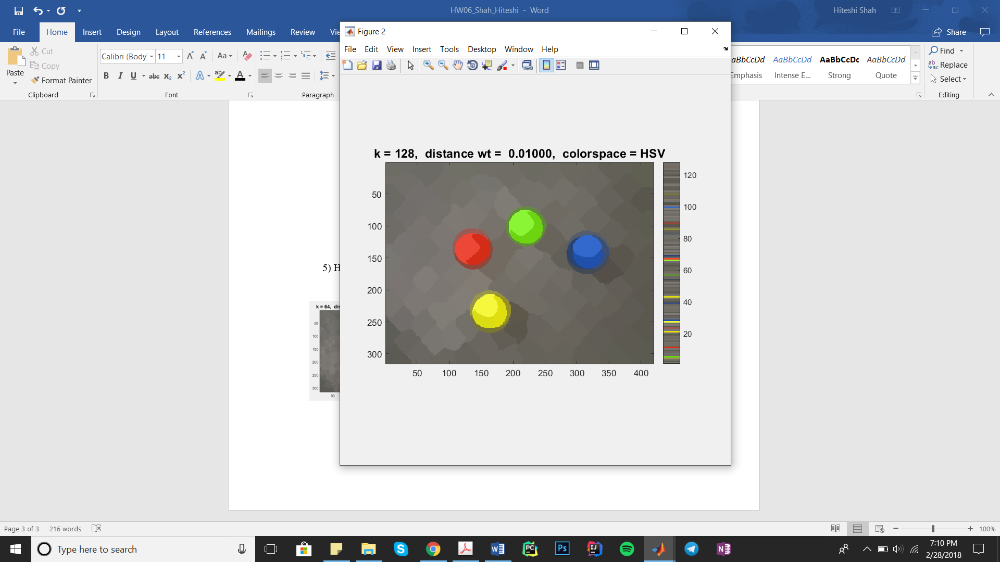 HW06_Shah_Hiteshi - Word
Hiteshi Shah
File Home Insert Design Layout References Mailings Review Vie
Share
Cut
Copy
Paste
Format Painter
Clipboard
Calibri (Body) 11
Font
Paragraph
aBbCcDd AaBbCcDd AaBbCcDc AaBbCcDd
Emphasis Intense E... Strong Quote
Find
Replace
Select
Editing
Figure 2
File Edit View Insert Tools Desktop Window Help
k = 128, distance wt = 0.01000, colorspace = HSV
50
100
150
200
250
300
50 100 150 200 250 300 350 400
120
100
80
60
40
20
5) H
k = 64, dis
50
100
150
200
250
300
50
Page 3 of 3 216 words
100%
Type here to search
7:10 PM
2/28/2018